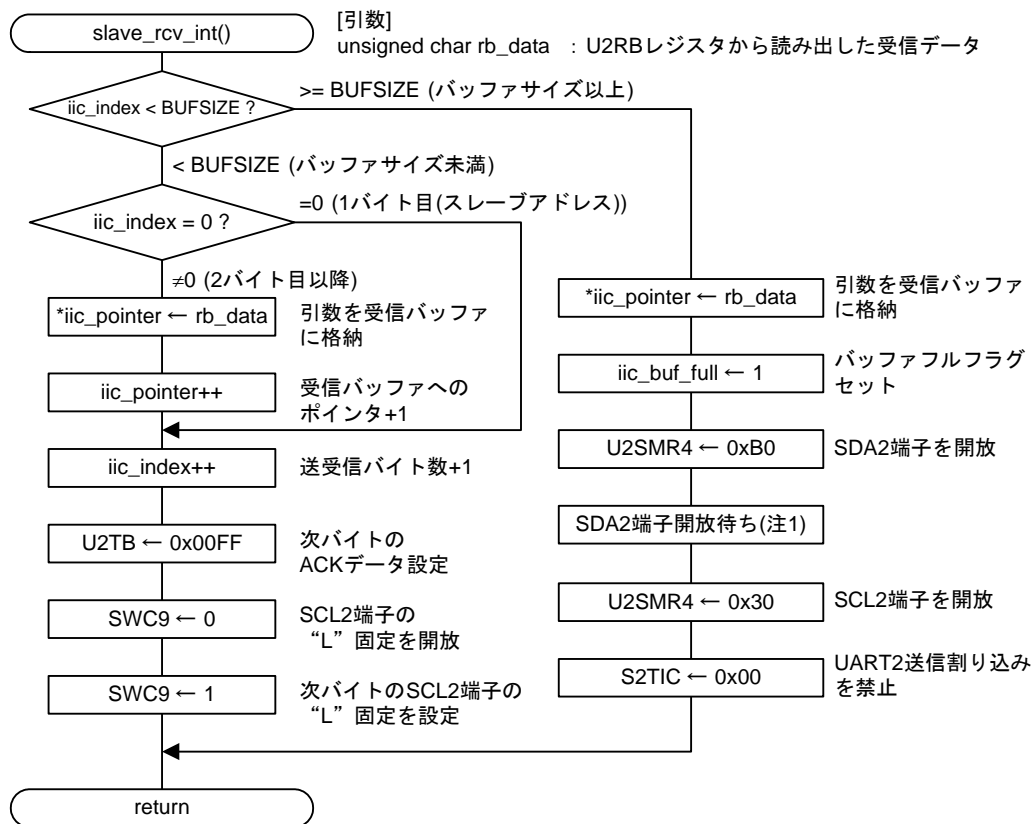 slave_rcv_int()
[引数]
unsigned char rb_data : U2RBレジスタから読み出した受信データ
iic_index < BUFSIZE ?
>= BUFSIZE (バッファサイズ以上)
< BUFSIZE (バッファサイズ未満)
iic_index = 0 ?
=0 (1バイト目(スレーブアドレス))
≠0 (2バイト目以降)
*iic_pointer ← rb_data
引数を受信バッファ
に格納
iic_pointer++
受信バッファへの
ポインタ+1
iic_index++
送受信バイト数+1
U2TB ← 0x00FF
次バイトの
ACKデータ設定
SWC9 ← 0
SCL2端子の
“L”固定を開放
SWC9 ← 1
次バイトのSCL2端子の
“L”固定を設定
*iic_pointer ← rb_data
引数を受信バッファ
に格納
iic_buf_full ← 1
バッファフルフラグ
セット
U2SMR4 ← 0xB0
SDA2端子を開放
SDA2端子開放待ち(注1)
U2SMR4 ← 0x30
SCL2端子を開放
S2TIC ← 0x00
UART2送信割り込み
を禁止
return